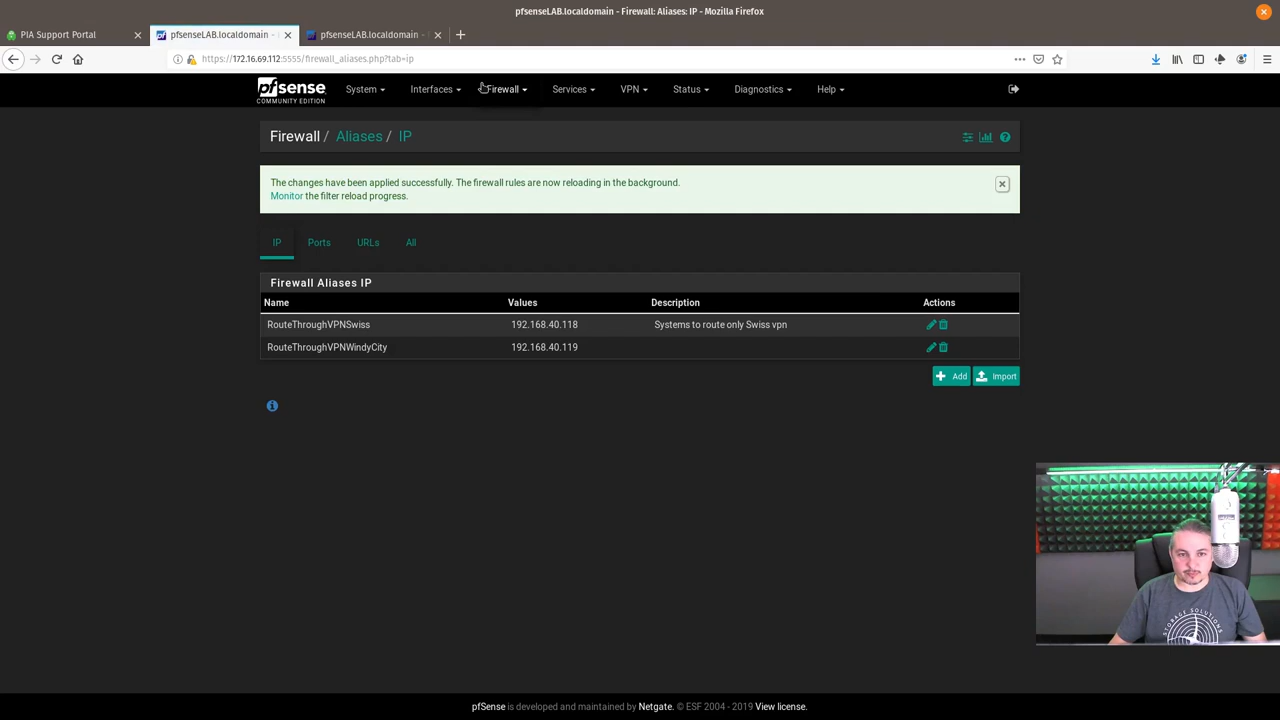 pfsenseLAB.localdomain - Firewall: Aliases: IP - Mozilla Firefox
PIA Support Portal
pfsenseLAB.localdomain -
pfsenseLAB.localdomain -
https://172.16.69.112:5555/firewall_aliases.php?tab=ip
pfsense
COMMUNITY EDITION
System
Interfaces
Firewall
Services
VPN
Status
Diagnostics
Help
Firewall / Aliases / IP
The changes have been applied successfully. The firewall rules are now reloading in the background.
Monitor the filter reload progress.
IP
Ports
URLs
All
Firewall Aliases IP
Name Values Description Actions
RouteThroughVPNSwiss 192.168.40.118 Systems to route only Swiss vpn
RouteThroughVPNWindyCity 192.168.40.119
Add
Import
STORAGE SOLUTIONS
pfSense is developed and maintained by Netgate. © ESF 2004 - 2019 View license.